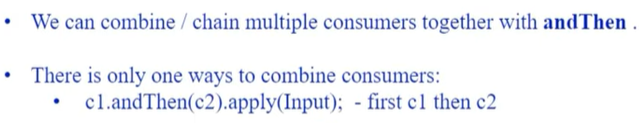 • We can combine / chain multiple consumers together with andThen .
• There is only one ways to combine consumers:
• c1.andThen(c2).apply(Input); - first c1 then c2